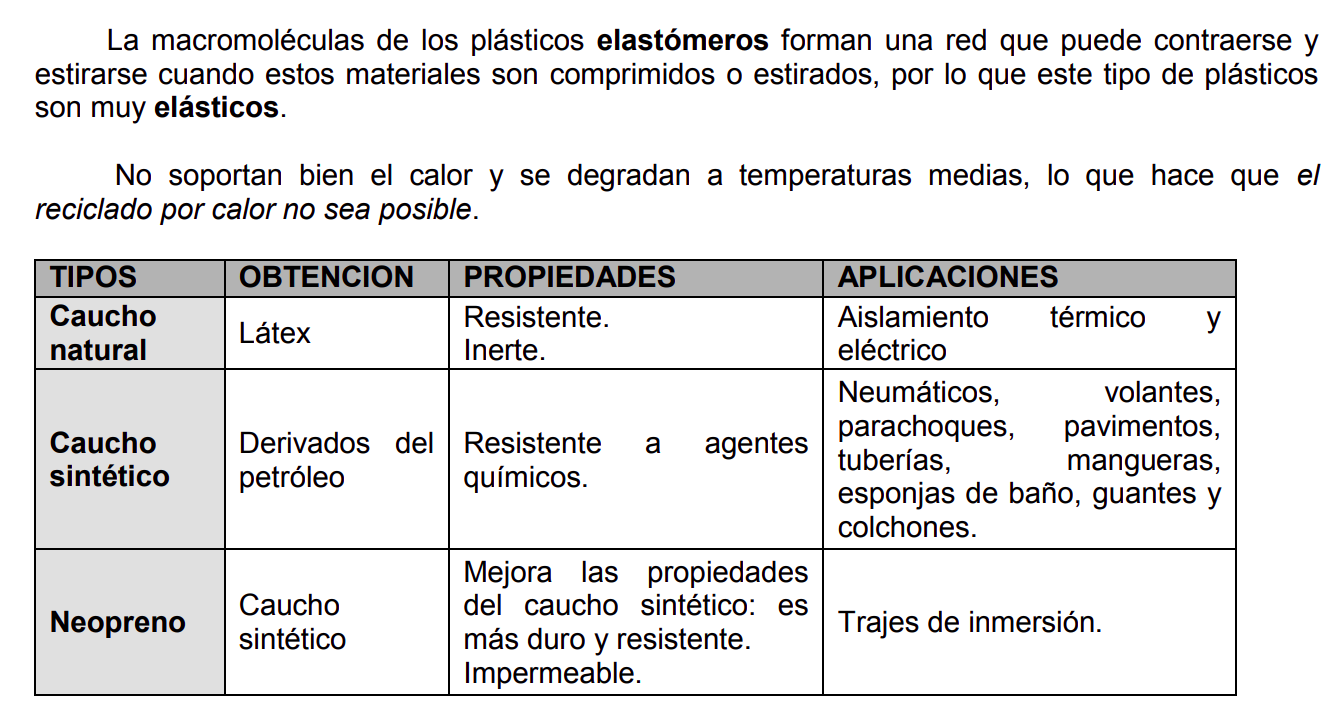 La macromoléculas de los plásticos elastómeros forman una red que puede contraerse y
estirarse cuando estos materiales son comprimidos o estirados, por lo que este tipo de plásticos
son muy elásticos.
No soportan bien el calor y se degradan a temperaturas medias, lo que hace que el
reciclado por calor no sea posible.
TIPOS OBTENCION PROPIEDADES APLICACIONES
Caucho
natural
Látex
Resistente.
Inerte.
Aislamiento térmico y
eléctrico
Caucho
sintético
Derivados del
petróleo
Resistente a agentes
químicos.
Neumáticos, volantes,
parachoques, pavimentos,
tuberías, mangueras,
esponjas de baño, guantes y
colchones.
Neopreno
Caucho
sintético
Mejora las propiedades
del caucho sintético: es
más duro y resistente.
Impermeable.
Trajes de inmersión.